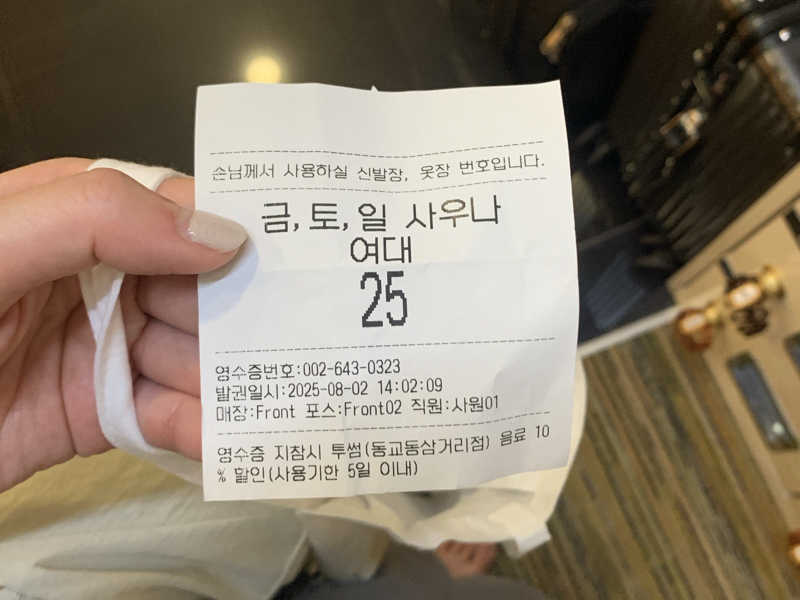 손님께서 사용하실 신발장, 옷장 번호입니다.
금,토,일 사우나
여대
25
영수증번호:002-643-0323
발권일시:2025-08-02 14:02:09
매장:Front 포스:Front02 직원:사원01
영수증 지참시 투썸(동교동삼거리점) 음료 10
% 할인(사용기한 5일 이내)